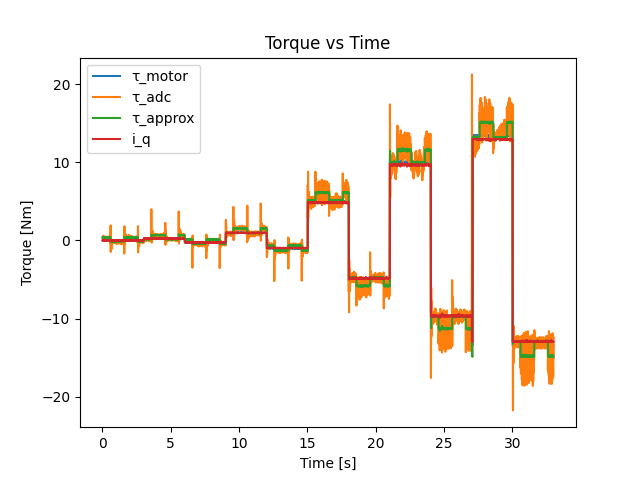 Torque vs Time
τ_motor
τ_adc
τ_approx
i_q
Torque [Nm]
20
10
0
−10
−20
0 5 10 15 20 25 30
Time [s]